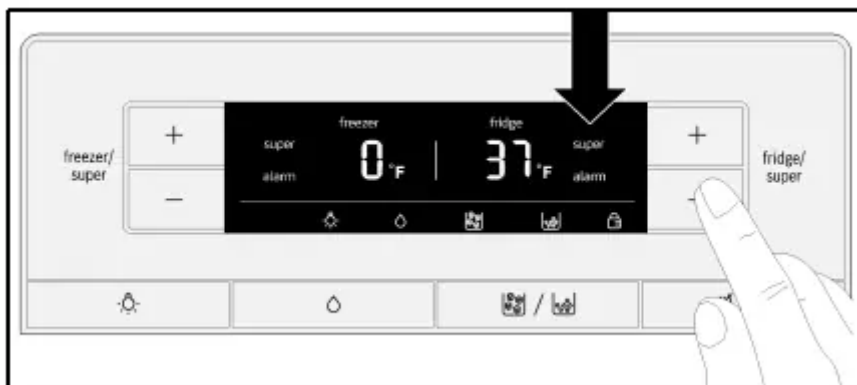 freezer/
super
+
−
freezer
super
0 °F
alarm
fridge
37 °F
super
alarm
+
fridge/
super
/